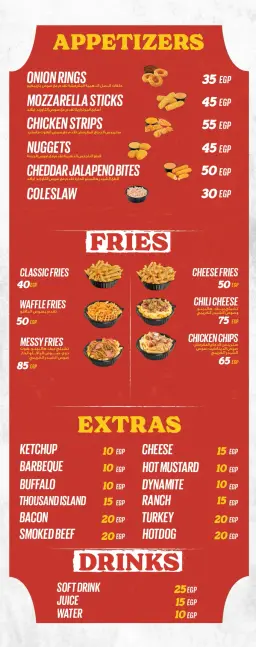 APPETIZERS
ONION RINGS 35 EGP
MOZZARELLA STICKS 45 EGP
CHICKEN STRIPS 55 EGP
NUGGETS 45 EGP
CHEDDAR JALAPENO BITES 50 EGP
COLESLAW 30 EGP
FRIES
CLASSIC FRIES
40 EGP
CHEESE FRIES
50 EGP
WAFFLE FRIES
50 EGP
CHILI CHEESE
75 EGP
MESSY FRIES
85 EGP
CHICKEN CHIPS
65 EGP
EXTRAS
KETCHUP 10 EGP CHEESE 15 EGP
BARBEQUE 10 EGP HOT MUSTARD 10 EGP
BUFFALO 10 EGP DYNAMITE 10 EGP
THOUSAND ISLAND 15 EGP RANCH 15 EGP
BACON 20 EGP TURKEY 20 EGP
SMOKED BEEF 20 EGP HOTDOG 20 EGP
DRINKS
SOFT DRINK 25 EGP
JUICE 15 EGP
WATER 10 EGP